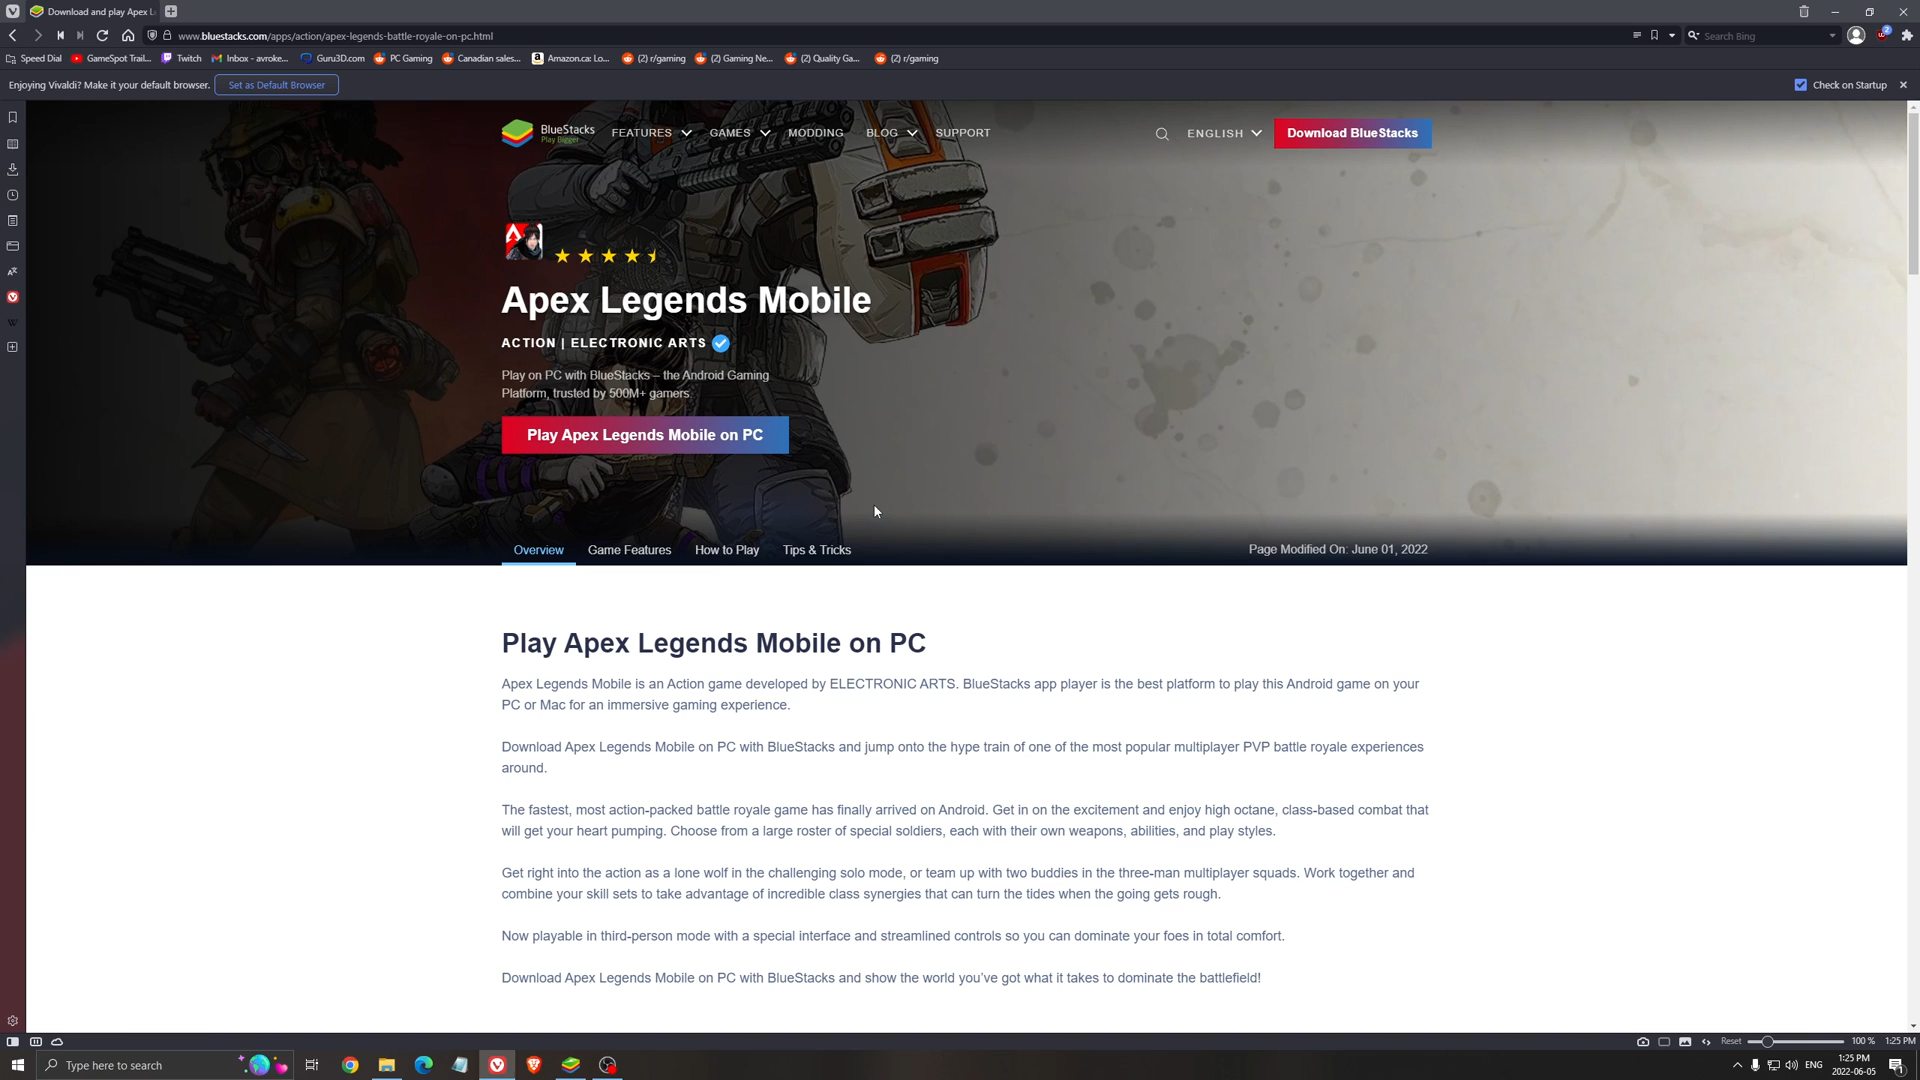 Download and play Apex L
www.bluestacks.com/apps/action/apex-legends-battle-royale-on-pc.html
Search Bing
2
Speed Dial
GameSpot Trail...
Twitch
Inbox - avroke...
Guru3D.com
PC Gaming
Canadian sales...
Amazon.ca: Lo...
(2) r/gaming
(2) Gaming Ne...
(2) Quality Ga...
(2) r/gaming
Enjoying Vivaldi? Make it your default browser.
Set as Default Browser
Check on Startup
BlueStacks
Play Bigger
FEATURES
GAMES
MODDING
BLOG
SUPPORT
ENGLISH
Download BlueStacks
Apex Legends Mobile
ACTION | ELECTRONIC ARTS
Play on PC with BlueStacks – the Android Gaming
Platform, trusted by 500M+ gamers
Play Apex Legends Mobile on PC
Overview
Game Features
How to Play
Tips & Tricks
Page Modified On: June 01, 2022
Play Apex Legends Mobile on PC
Apex Legends Mobile is an Action game developed by ELECTRONIC ARTS. BlueStacks app player is the best platform to play this Android game on your
PC or Mac for an immersive gaming experience.
Download Apex Legends Mobile on PC with BlueStacks and jump onto the hype train of one of the most popular multiplayer PVP battle royale experiences
around.
The fastest, most action-packed battle royale game has finally arrived on Android. Get in on the excitement and enjoy high octane, class-based combat that
will get your heart pumping. Choose from a large roster of special soldiers, each with their own weapons, abilities, and play styles.
Get right into the action as a lone wolf in the challenging solo mode, or team up with two buddies in the three-man multiplayer squads. Work together and
combine your skill sets to take advantage of incredible class synergies that can turn the tides when the going gets rough.
Now playable in third-person mode with a special interface and streamlined controls so you can dominate your foes in total comfort.
Download Apex Legends Mobile on PC with BlueStacks and show the world you've got what it takes to dominate the battlefield!
Reset
100 %
1:25 PM
Type here to search
ENG
1:25 PM
2022-06-05
1